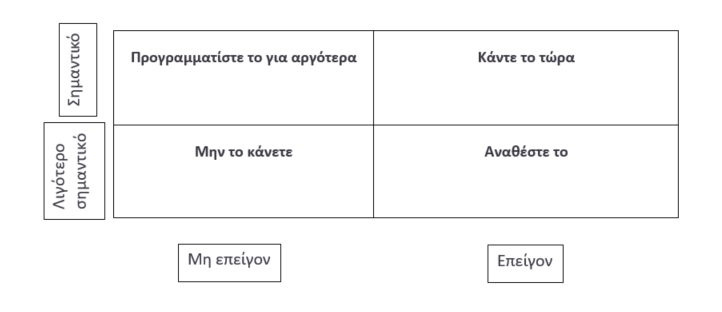 Σημαντικό
Προγραμματίστε το για αργότερα
Κάντε το τώρα
Λιγότερο
σημαντικό
Μην το κάνετε
Αναθέστε το
Μη επείγον
Επείγον